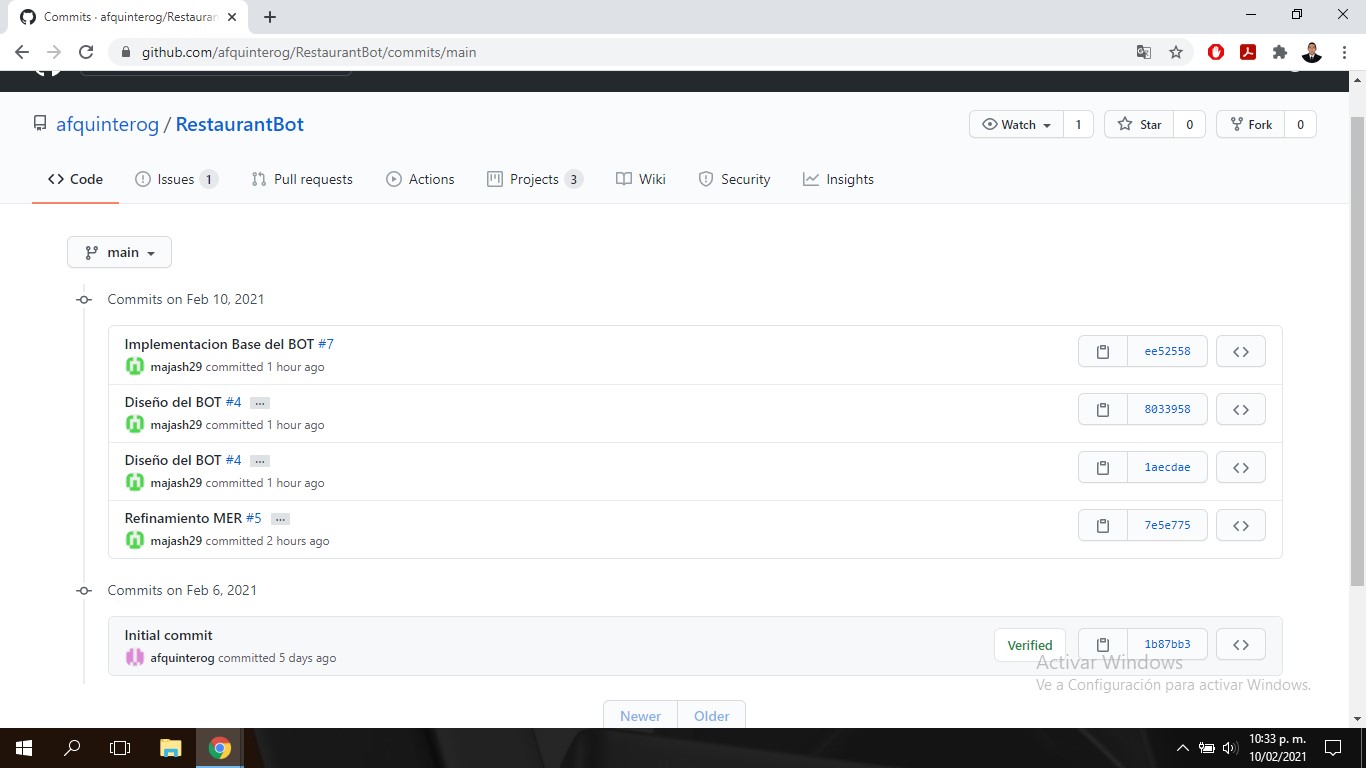 Commits · afquinterog/Restauran
github.com/afquinterog/RestaurantBot/commits/main
afquinterog / RestaurantBot
Watch 1 Star 0 Fork 0
Code Issues 1 Pull requests Actions Projects 3 Wiki Security Insights
main
Commits on Feb 10, 2021
Implementacion Base del BOT #7
majash29 committed 1 hour ago
ee52558
Diseño del BOT #4 ...
majash29 committed 1 hour ago
8033958
Diseño del BOT #4 ...
majash29 committed 1 hour ago
1aecdae
Refinamiento MER #5 ...
majash29 committed 2 hours ago
7e5e775
Commits on Feb 6, 2021
Initial commit
afquinterog committed 5 days ago
Verified 1b87bb3
Activar Windows
Ve a Configuración para activar Windows.
Newer Older
10:33 p. m.
10/02/2021